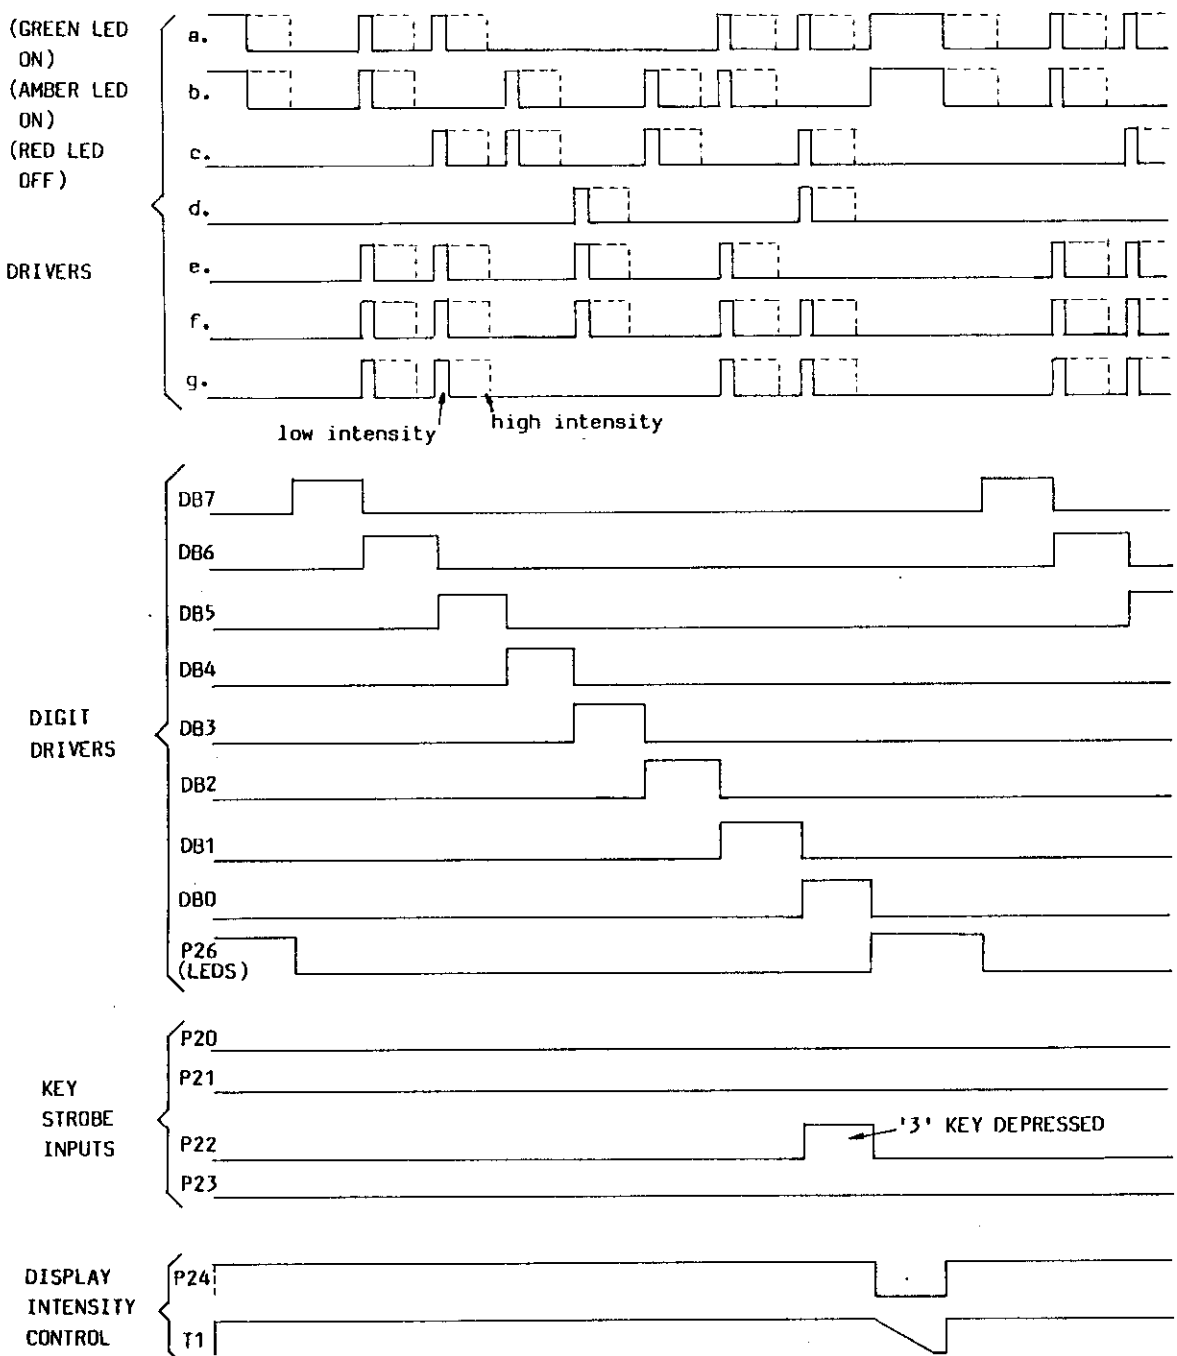 (GREEN LED
ON)
(AMBER LED
ON)
(RED LED
OFF)
DRIVERS
a.
b.
c.
d.
e.
f.
g.
low intensity
high intensity
DIGIT
DRIVERS
DB7
DB6
DB5
DB4
DB3
DB2
DB1
DB0
P26
(LEDS)
KEY
STROBE
INPUTS
P20
P21
P22
P23
'3' KEY DEPRESSED
DISPLAY
INTENSITY
CONTROL
P24
T1